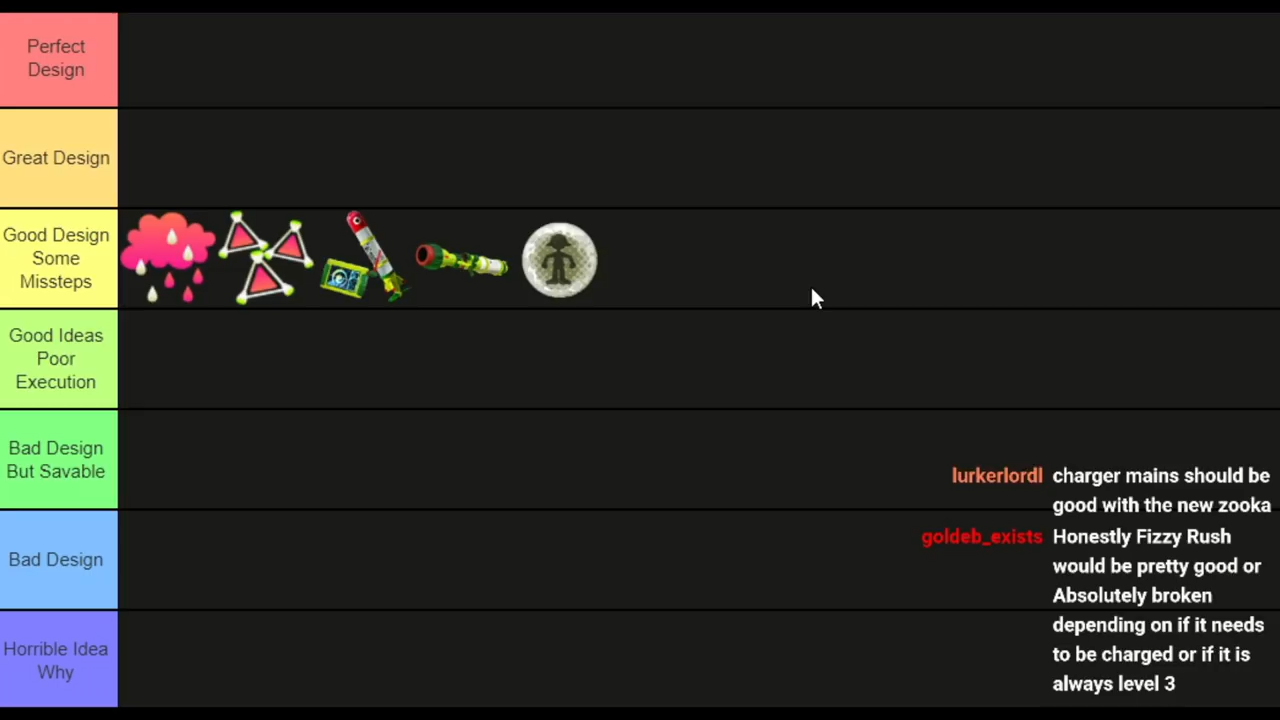 Perfect
Design
Great Design
Good Design
Some
Missteps
Good Ideas
Poor
Execution
Bad Design
But Savable
Bad Design
Horrible Idea
Why
lurkerlordl charger mains should be
good with the new zooka
goldeb_exists Honestly Fizzy Rush
would be pretty good or
Absolutely broken
depending on if it needs
to be charged or if it is
always level 3